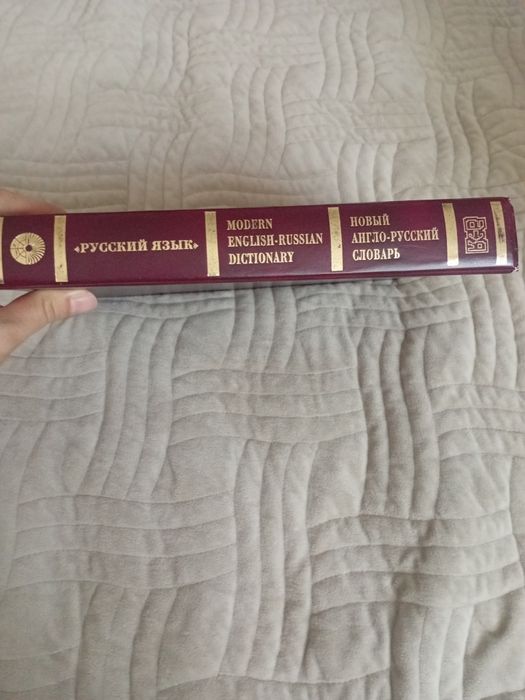 «РУССКИЙ ЯЗЫК»
MODERN
ENGLISH-RUSSIAN
DICTIONARY
НОВЫЙ
АНГЛО-РУССКИЙ
СЛОВАРЬ